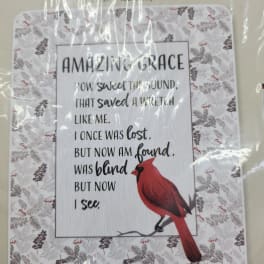 AMAZING GRACE
HOW sweet THE SOUND,
THAT saved A WRETCH
LIKE ME.
I ONCE WAS lost,
BUT NOW AM found,
WAS blind
BUT NOW
I see.